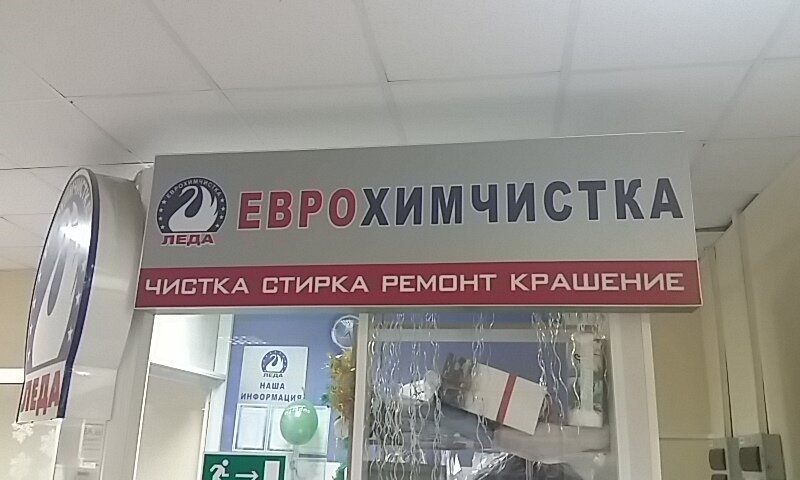 ЕВРОХИМЧИСТКА
ЛЕДА
ЕВРОХИМЧИСТКА
ЧИСТКА СТИРКА РЕМОНТ КРАШЕНИЕ
ЛЕДА
ЛЕДА
НАША
ИНФОРМАЦИЯ